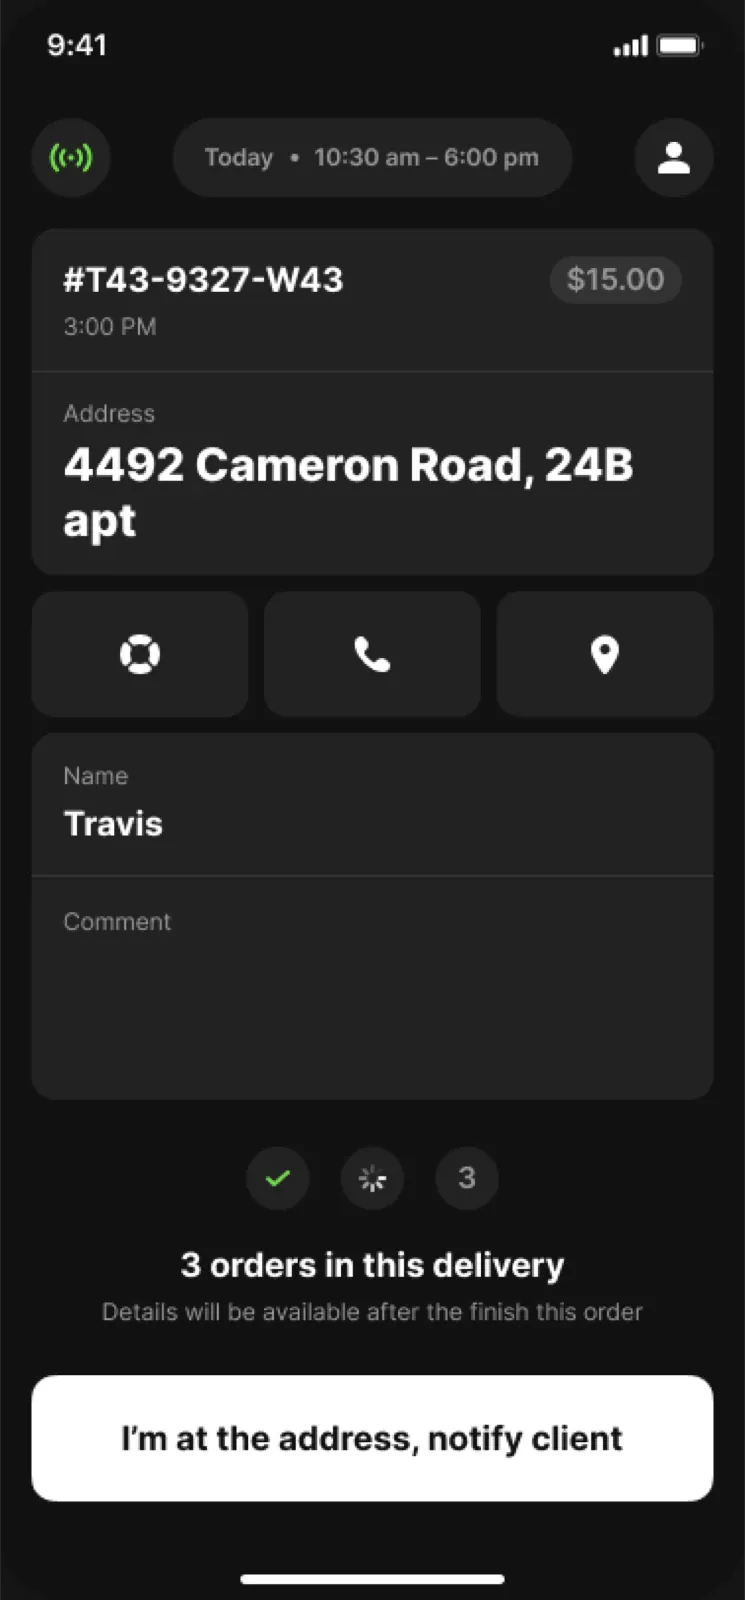 9:41
Today • 10:30 am – 6:00 pm
#T43-9327-W43
$15.00
3:00 PM
Address
4492 Cameron Road, 24B
apt
Name
Travis
Comment
3
3 orders in this delivery
Details will be available after the finish this order
I’m at the address, notify client